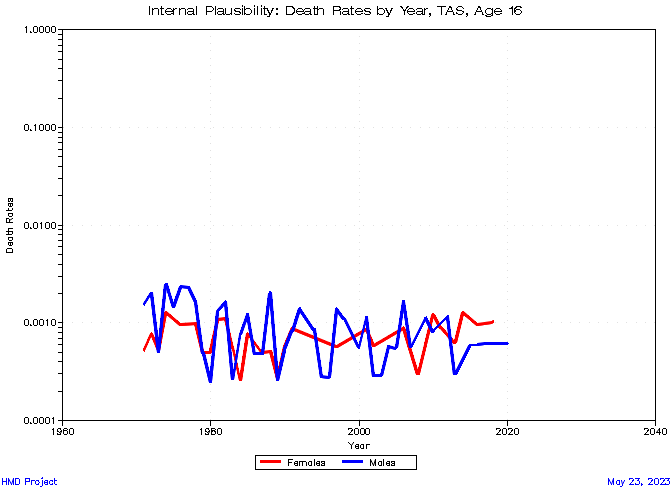 Internal Plausibility: Death Rates by Year, TAS, Age 16
1.0000
0.1000
0.0100
0.0010
0.0001
Death Rates
1960 1980 2000 2020 2040
Year
Females Males
HMD Project May 23, 2023